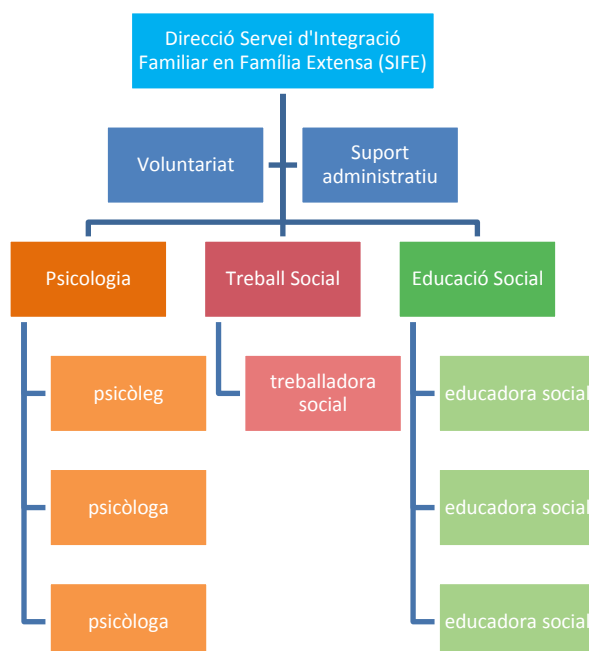 Direcció Servei d'Integració
Familiar en Família Extensa (SIFE)
Voluntariat
Suport
administratiu
Psicologia
Treball Social
Educació Social
psicòleg
treballadora
social
educadora social
psicòloga
educadora social
psicòloga
educadora social